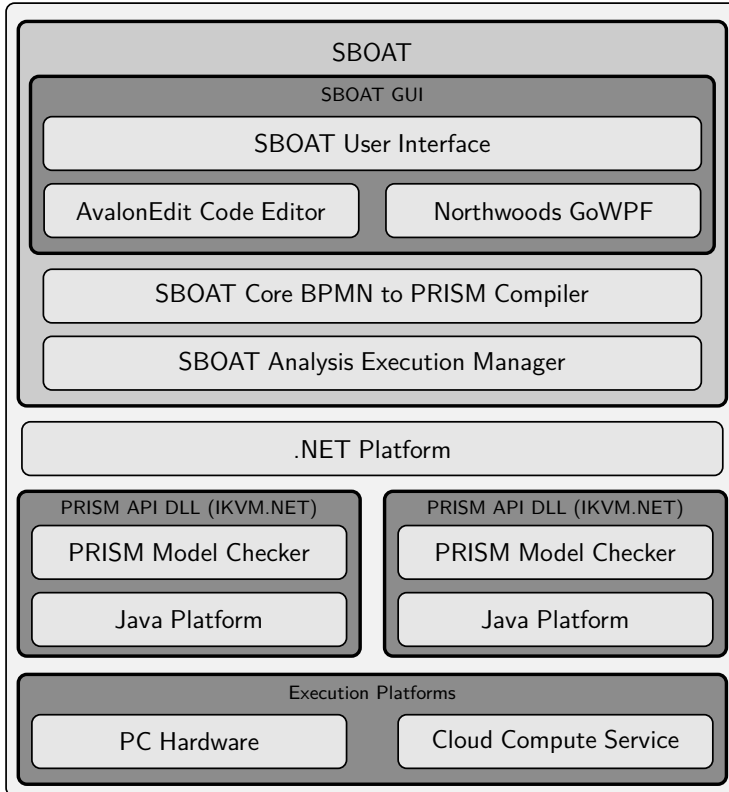 SBOAT
SBOAT GUI
SBOAT User Interface
AvalonEdit Code Editor
Northwoods GoWPF
SBOAT Core BPMN to PRISM Compiler
SBOAT Analysis Execution Manager
.NET Platform
PRISM API DLL (IKVM.NET)
PRISM Model Checker
Java Platform
PRISM API DLL (IKVM.NET)
PRISM Model Checker
Java Platform
Execution Platforms
PC Hardware
Cloud Compute Service